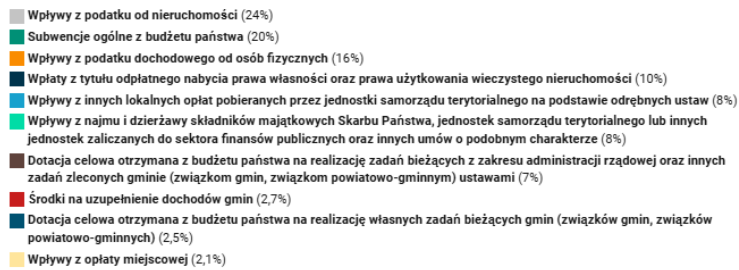 Wpływy z podatku od nieruchomości (24%)
Subwencje ogólne z budżetu państwa (20%)
Wpływy z podatku dochodowego od osób fizycznych (16%)
Wpłaty z tytułu odpłatnego nabycia prawa własności oraz prawa użytkowania wieczystego nieruchomości (10%)
Wpływy z innych lokalnych opłat pobieranych przez jednostki samorządu terytorialnego na podstawie odrębnych ustaw (8%)
Wpływy z najmu i dzierżawy składników majątkowych Skarbu Państwa, jednostek samorządu terytorialnego lub innych
jednostek zaliczanych do sektora finansów publicznych oraz innych umów o podobnym charakterze (8%)
Dotacja celowa otrzymana z budżetu państwa na realizację zadań bieżących z zakresu administracji rządowej oraz innych
zadań zleconych gminie (związkom gmin, związkom powiatowo-gminnym) ustawami (7%)
Środki na uzupełnienie dochodów gmin (2,7%)
Dotacja celowa otrzymana z budżetu państwa na realizację własnych zadań bieżących gmin (związków gmin, związków
powiatowo-gminnych) (2,5%)
Wpływy z opłaty miejscowej (2,1%)